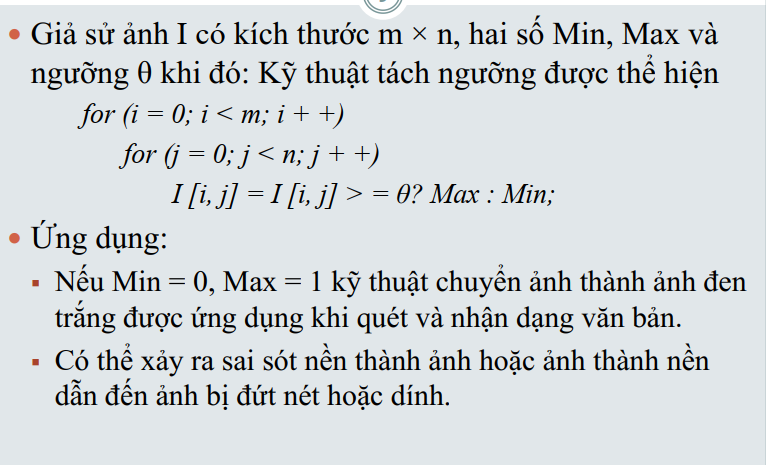 Giả sử ảnh I có kích thước m × n, hai số Min, Max và
ngưỡng θ khi đó: Kỹ thuật tách ngưỡng được thể hiện
for (i = 0; i < m; i + +)
for (j = 0; j < n; j + +)
I [i, j] = I [i, j] > = θ? Max : Min;
Ứng dụng:
Nếu Min = 0, Max = 1 kỹ thuật chuyển ảnh thành ảnh đen
trắng được ứng dụng khi quét và nhận dạng văn bản.
Có thể xảy ra sai sót nền thành ảnh hoặc ảnh thành nền
dẫn đến ảnh bị đứt nét hoặc dính.